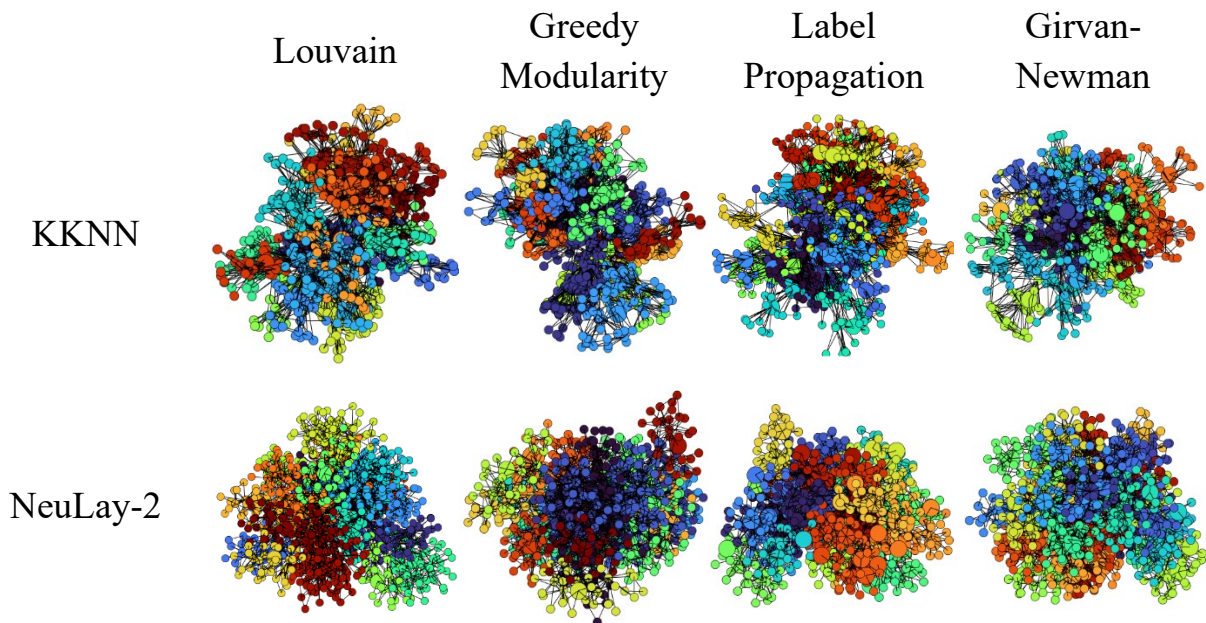 Louvain
Greedy
Modularity
Label
Propagation
Girvan-
Newman
KKNN
NeuLay-2